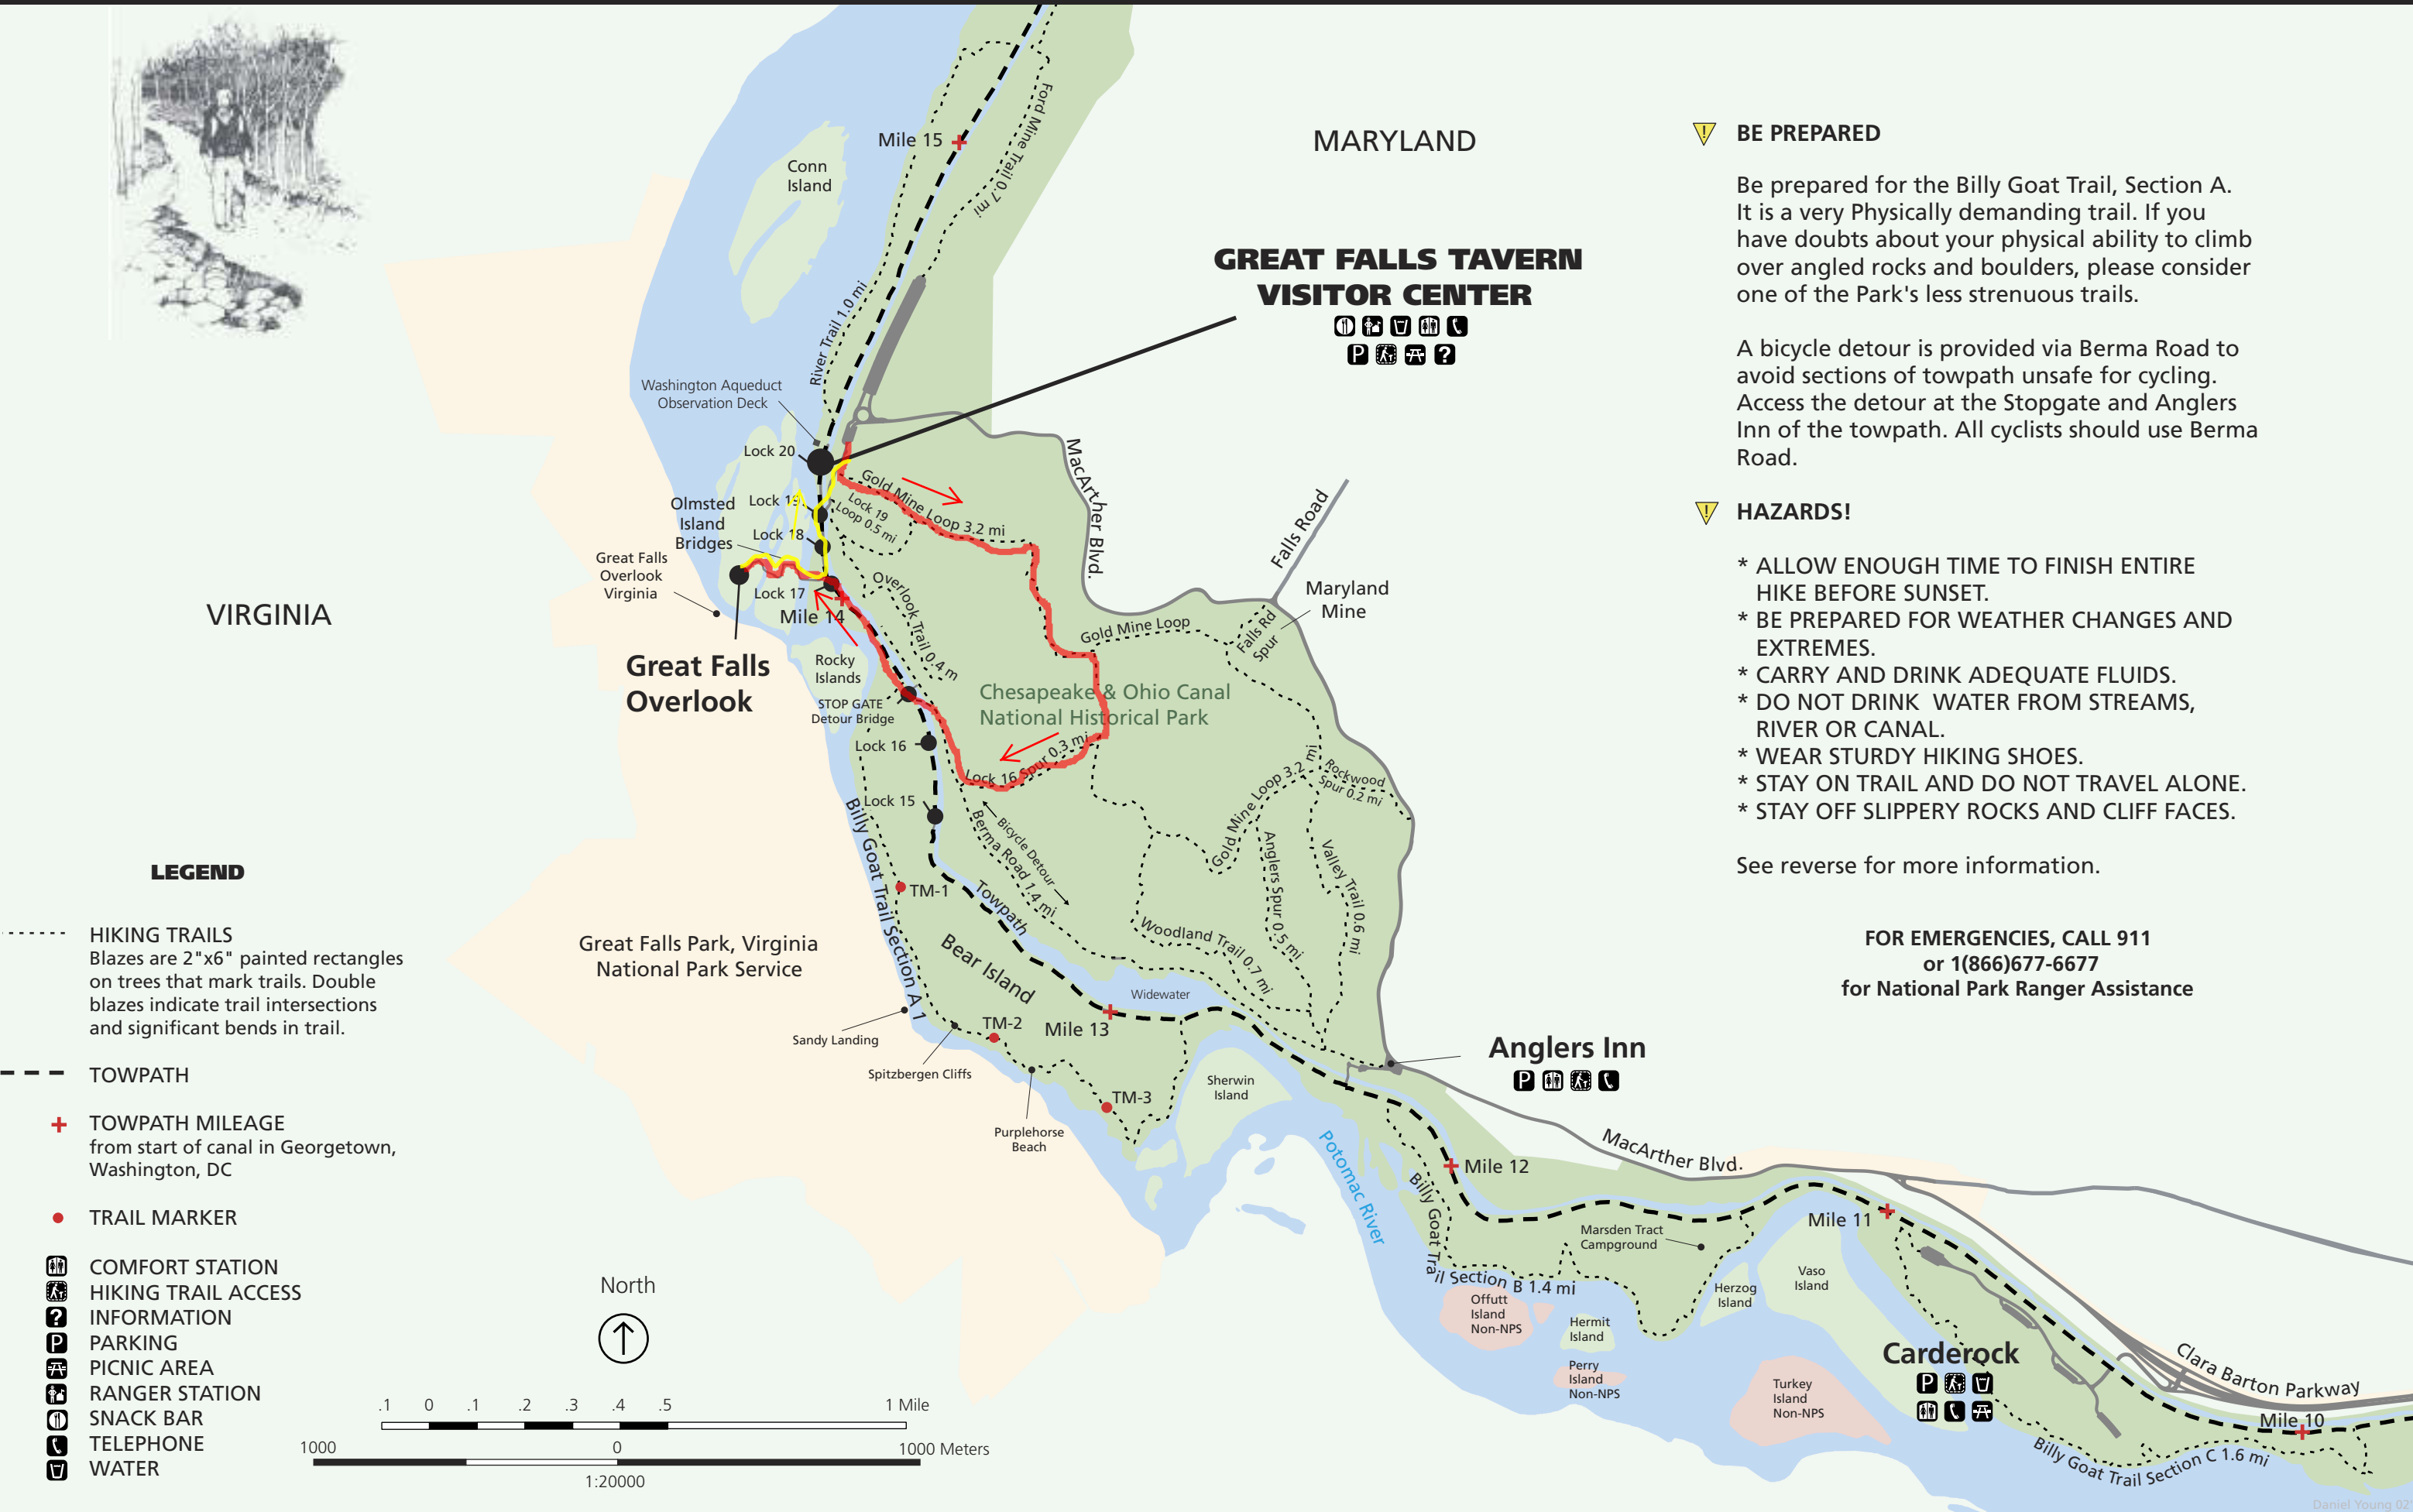 Mile 15
Conn
Island
Ford Mine Trail 0.7 mi
MARYLAND
GREAT FALLS TAVERN
VISITOR CENTER
River Trail 1.0 mi
Washington Aqueduct
Observation Deck
Lock 20
Olmsted
Island
Bridges
Lock 19
Lock 18
Great Falls
Overlook
Virginia
Lock 17
Mile 14
Gold Mine Loop 3.2 mi
Lock 19
Loop 0.5 mi
Overlook Trail 0.4 m
MacArther Blvd.
Falls Road
Maryland
Mine
Gold Mine Loop
Falls Rd
Spur
VIRGINIA
Great Falls
Overlook
Rocky
Islands
STOP GATE
Detour Bridge
Chesapeake & Ohio Canal
National Historical Park
Lock 16
Lock 16 Spur 0.3 mi
Lock 15
Gold Mine Loop 3.2 mi
Rockwood
Spur 0.2 mi
Billy Goat Trail Section A 1
Bicycle Detour
Berma Road 1.4 mi
Towpath
Anglers Spur 0.5 mi
Valley Trail 0.6 mi
Woodland Trail 0.7 mi
TM-1
Great Falls Park, Virginia
National Park Service
Bear Island
Widewater
Sandy Landing
TM-2
Mile 13
Spitzbergen Cliffs
Purplehorse
Beach
TM-3
Sherwin
Island
Anglers Inn
Potomac River
MacArther Blvd.
Mile 12
Billy Goat Trail Section B 1.4 mi
Marsden Tract
Campground
Mile 11
Offutt
Island
Non-NPS
Hermit
Island
Perry
Island
Non-NPS
Herzog
Island
Vaso
Island
Turkey
Island
Non-NPS
Carderock
Clara Barton Parkway
Mile 10
Billy Goat Trail Section C 1.6 mi
BE PREPARED
Be prepared for the Billy Goat Trail, Section A.
It is a very Physically demanding trail. If you
have doubts about your physical ability to climb
over angled rocks and boulders, please consider
one of the Park's less strenuous trails.
A bicycle detour is provided via Berma Road to
avoid sections of towpath unsafe for cycling.
Access the detour at the Stopgate and Anglers
Inn of the towpath. All cyclists should use Berma
Road.
HAZARDS!
* ALLOW ENOUGH TIME TO FINISH ENTIRE
HIKE BEFORE SUNSET.
* BE PREPARED FOR WEATHER CHANGES AND
EXTREMES.
* CARRY AND DRINK ADEQUATE FLUIDS.
* DO NOT DRINK WATER FROM STREAMS,
RIVER OR CANAL.
* WEAR STURDY HIKING SHOES.
* STAY ON TRAIL AND DO NOT TRAVEL ALONE.
* STAY OFF SLIPPERY ROCKS AND CLIFF FACES.
See reverse for more information.
FOR EMERGENCIES, CALL 911
or 1(866)677-6677
for National Park Ranger Assistance
LEGEND
HIKING TRAILS
Blazes are 2"x6" painted rectangles
on trees that mark trails. Double
blazes indicate trail intersections
and significant bends in trail.
TOWPATH
TOWPATH MILEAGE
from start of canal in Georgetown,
Washington, DC
TRAIL MARKER
COMFORT STATION
HIKING TRAIL ACCESS
INFORMATION
PARKING
PICNIC AREA
RANGER STATION
SNACK BAR
TELEPHONE
WATER
North
.1 0 .1 .2 .3 .4 .5 1 Mile
1000 0 1000 Meters
1:20000
Daniel Young 02